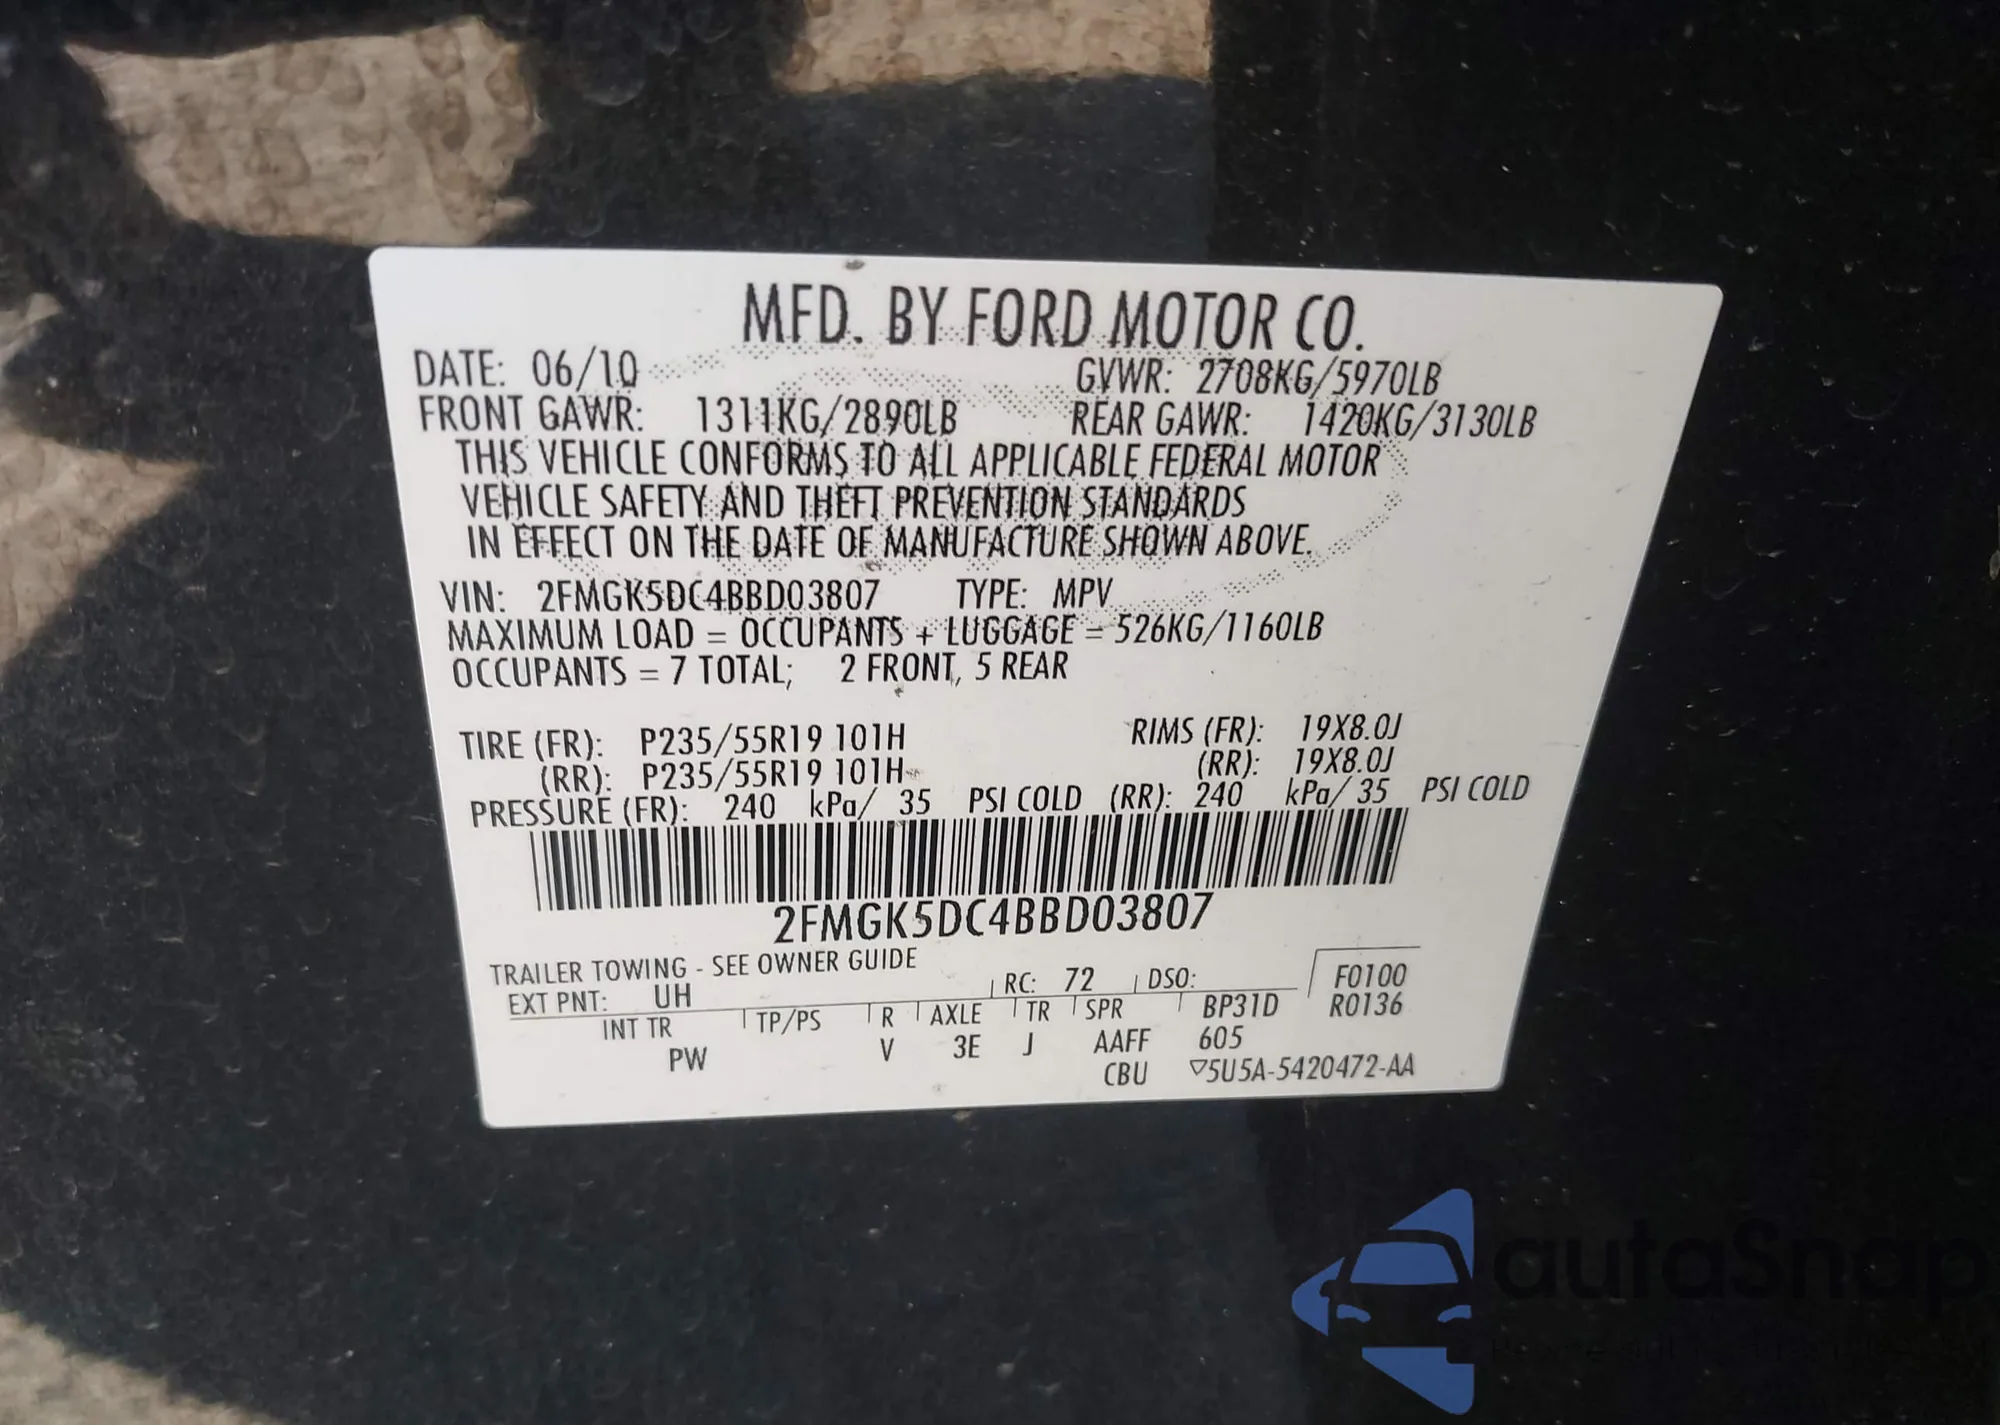 MFD. BY FORD MOTOR CO.
DATE: 06/10 GVWR: 2708KG/5970LB
FRONT GAWR: 1311KG/2890LB REAR GAWR: 1420KG/3130LB
THIS VEHICLE CONFORMS TO ALL APPLICABLE FEDERAL MOTOR
VEHICLE SAFETY AND THEFT PREVENTION STANDARDS
IN EFFECT ON THE DATE OF MANUFACTURE SHOWN ABOVE.
VIN: 2FMGK5DC4BBD03807 TYPE: MPV
MAXIMUM LOAD = OCCUPANTS + LUGGAGE = 526KG/1160LB
OCCUPANTS = 7 TOTAL; 2 FRONT, 5 REAR
TIRE (FR): P235/55R19 101H RIMS (FR): 19X8.0J
(RR): P235/55R19 101H (RR): 19X8.0J
PRESSURE (FR): 240 kPa/ 35 PSI COLD (RR): 240 kPa/ 35 PSI COLD
2FMGK5DC4BBD03807
TRAILER TOWING - SEE OWNER GUIDE
EXT PNT: UH RC: 72 DSO: F0100
INT TR TP/PS R AXLE TR SPR BP31D R0136
PW V 3E J AAFF 605
CBU ▽5U5A-5420472-AA
autaSnap